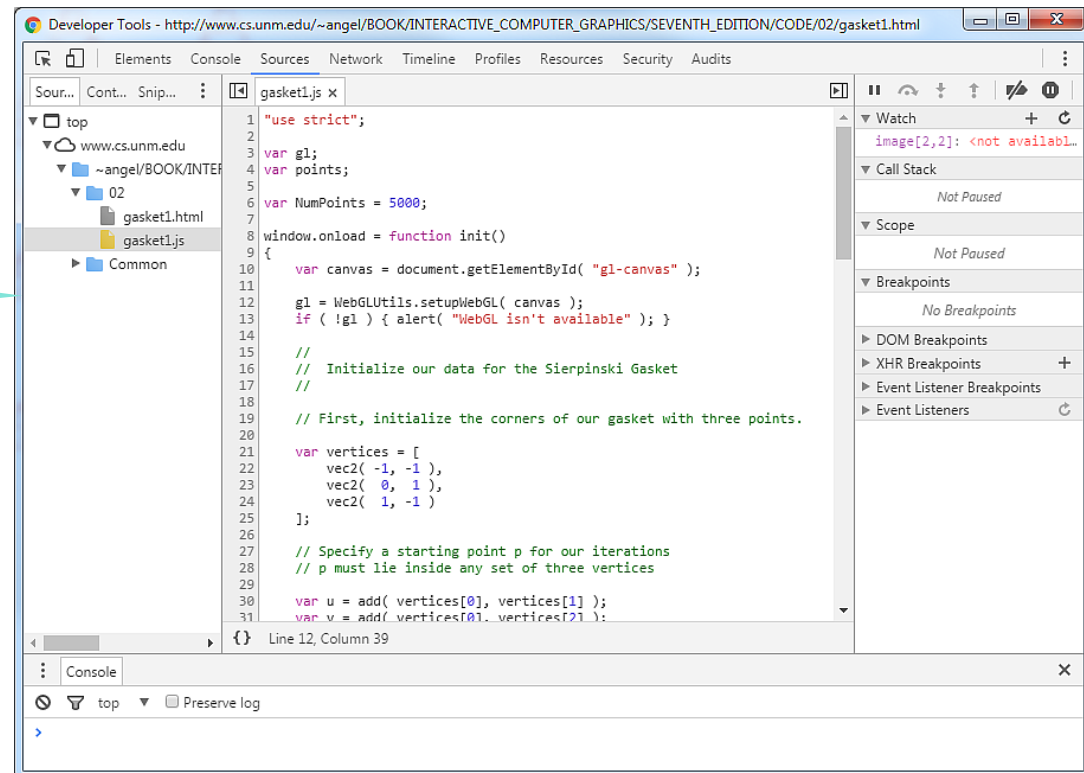 Developer Tools - http://www.cs.unm.edu/~angel/BOOK/INTERACTIVE_COMPUTER_GRAPHICS/SEVENTH_EDITION/CODE/02/gasket1.html
Elements Console Sources Network Timeline Profiles Resources Security Audits
Sour... Cont... Snip...
top
www.cs.unm.edu
~angel/BOOK/INTER
02
gasket1.html
gasket1.js
Common
gasket1.js ×
1 "use strict";
2
3 var gl;
4 var points;
5
6 var NumPoints = 5000;
7
8 window.onload = function init()
9 {
10     var canvas = document.getElementById( "gl-canvas" );
11
12     gl = WebGLUtils.setupWebGL( canvas );
13     if ( !gl ) { alert( "WebGL isn't available" ); }
14
15     //
16     //  Initialize our data for the Sierpinski Gasket
17     //
18
19     // First, initialize the corners of our gasket with three points.
20
21     var vertices = [
22         vec2( -1, -1 ),
23         vec2(  0,  1 ),
24         vec2(  1, -1 )
25     ];
26
27     // Specify a starting point p for our iterations
28     // p must lie inside any set of three vertices
29
30     var u = add( vertices[0], vertices[1] );
31     var v = add( vertices[0], vertices[2] );
{} Line 12, Column 39
Watch
image[2,2]: <not availabl…
Call Stack
Not Paused
Scope
Not Paused
Breakpoints
No Breakpoints
DOM Breakpoints
XHR Breakpoints
Event Listener Breakpoints
Event Listeners
Console
top Preserve log
>